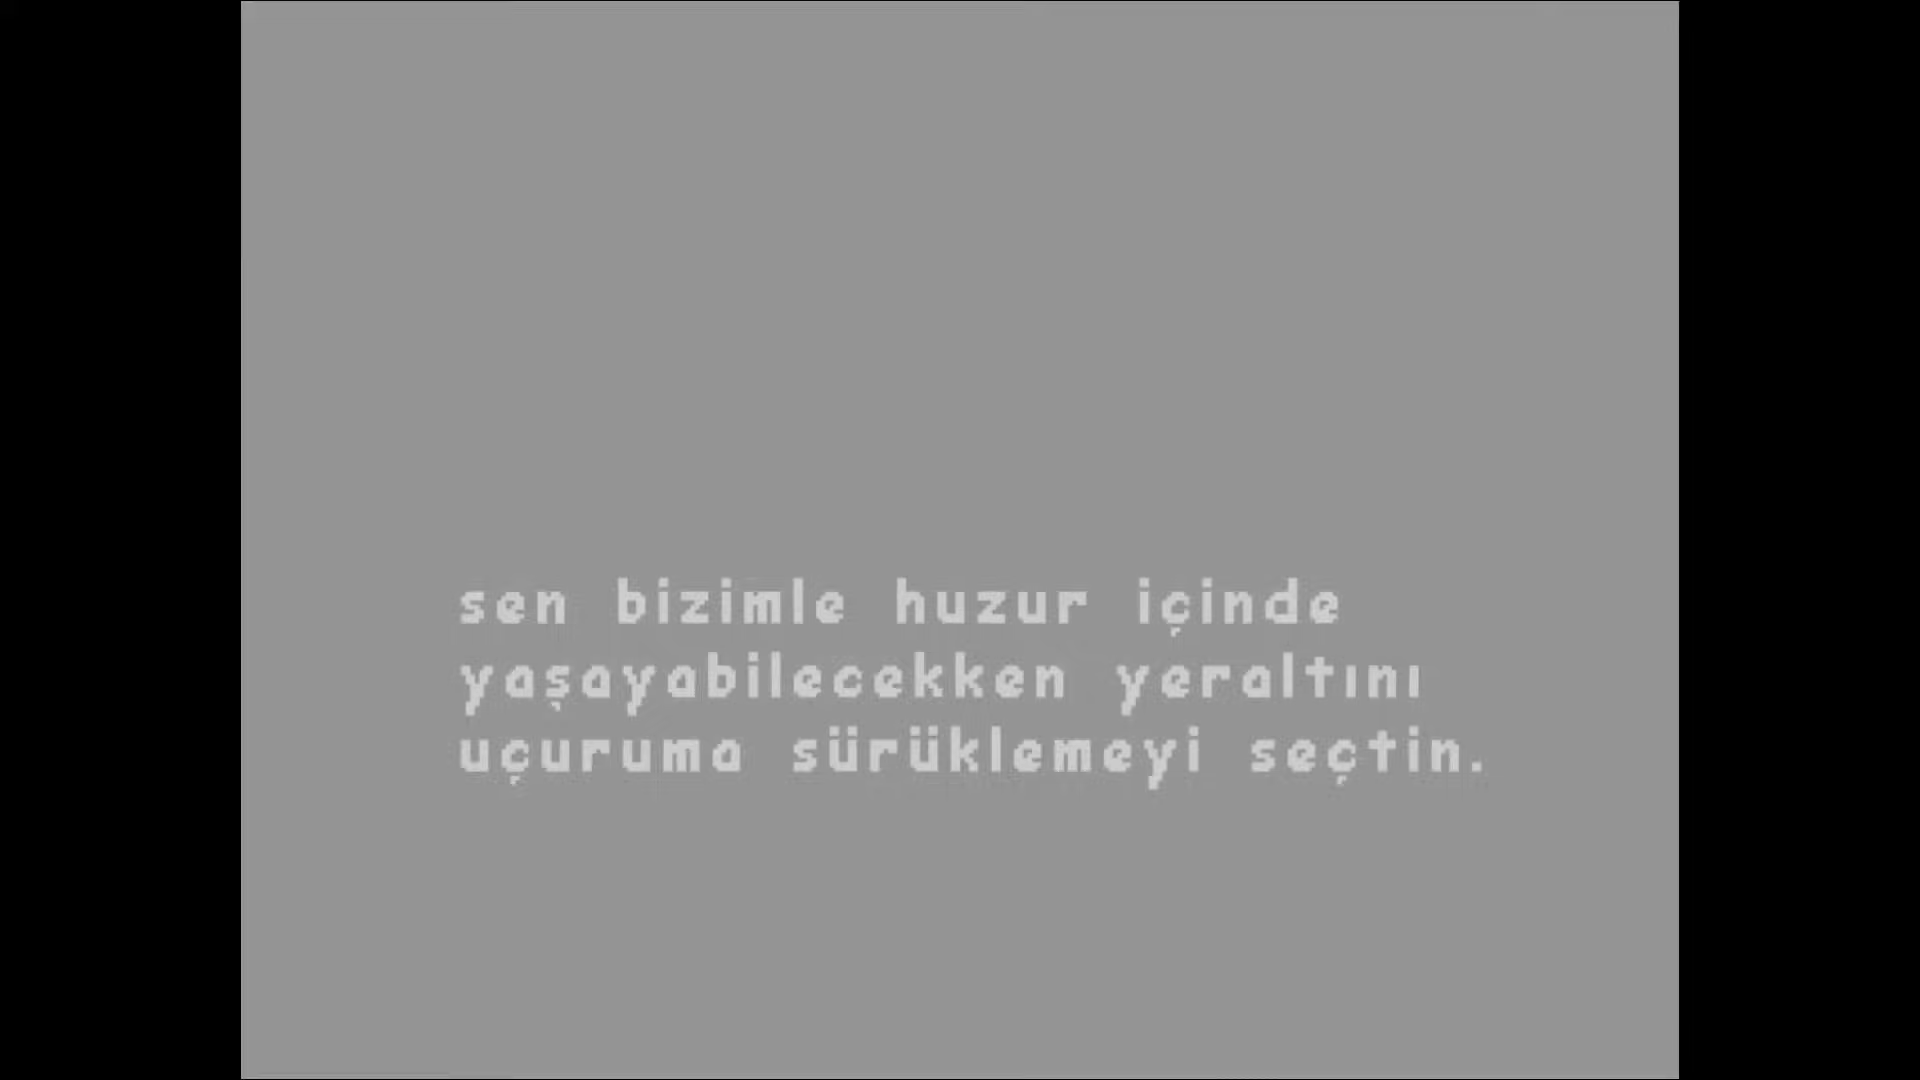 sen bizimle huzur içinde
yaşayabilecekken yeraltını
uçuruma sürüklemeyi seçtin.